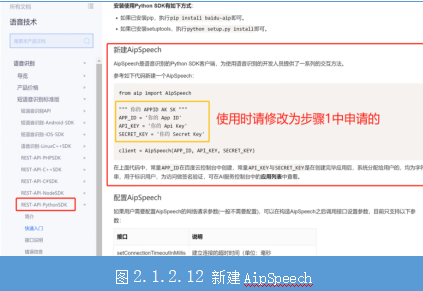 所有文档
语音技术
语音识别
导览
产品价格
短语音识别标准版
短语音识别API
短语音识别-Android-SDK
短语音识别-iOS-SDK
语音识别-LinuxC++SDK
REST-API-PHPSDK
REST-API-C++SDK
REST-API-C#SDK
REST-API-NodeSDK
REST-API-PythonSDK
简介
快速入门
接口说明
错误信息
安装使用Python SDK有如下方式:
如果已安装pip, 执行pip install baidu-aip即可。
如果已安装setuptools, 执行python setup.py install即可。
新建AipSpeech
AipSpeech是语音识别的Python SDK客户端, 为使用语音识别的开发人员提供了一系列的交互方法。
参考如下代码新建一个AipSpeech:
from aip import AipSpeech
""" 你的 APPID AK SK """
APP_ID = '你的 App ID'
API_KEY = '你的 Api Key'
SECRET_KEY = '你的 Secret Key'
使用时请修改为步骤1中申请的
client = AipSpeech(APP_ID, API_KEY, SECRET_KEY)
在上面代码中, 常量APP_ID在百度云控制台中创建, 常量API_KEY与SECRET_KEY是在创建完毕应用后, 系统分配给用户的, 均为字符
串, 用于标识用户, 为访问做签名验证, 可在AI服务控制台中的应用列表中查看。
配置AipSpeech
如果用户需要配置AipSpeech的网络请求参数(一般不需要配置), 可以在构造AipSpeech之后调用接口设置参数, 目前只支持以下参
数:
接口 说明
setConnectionTimeoutInMillis 建立连接的超时时间 (单位: 毫秒
图 2.1.2.12 新建 AipSpeech